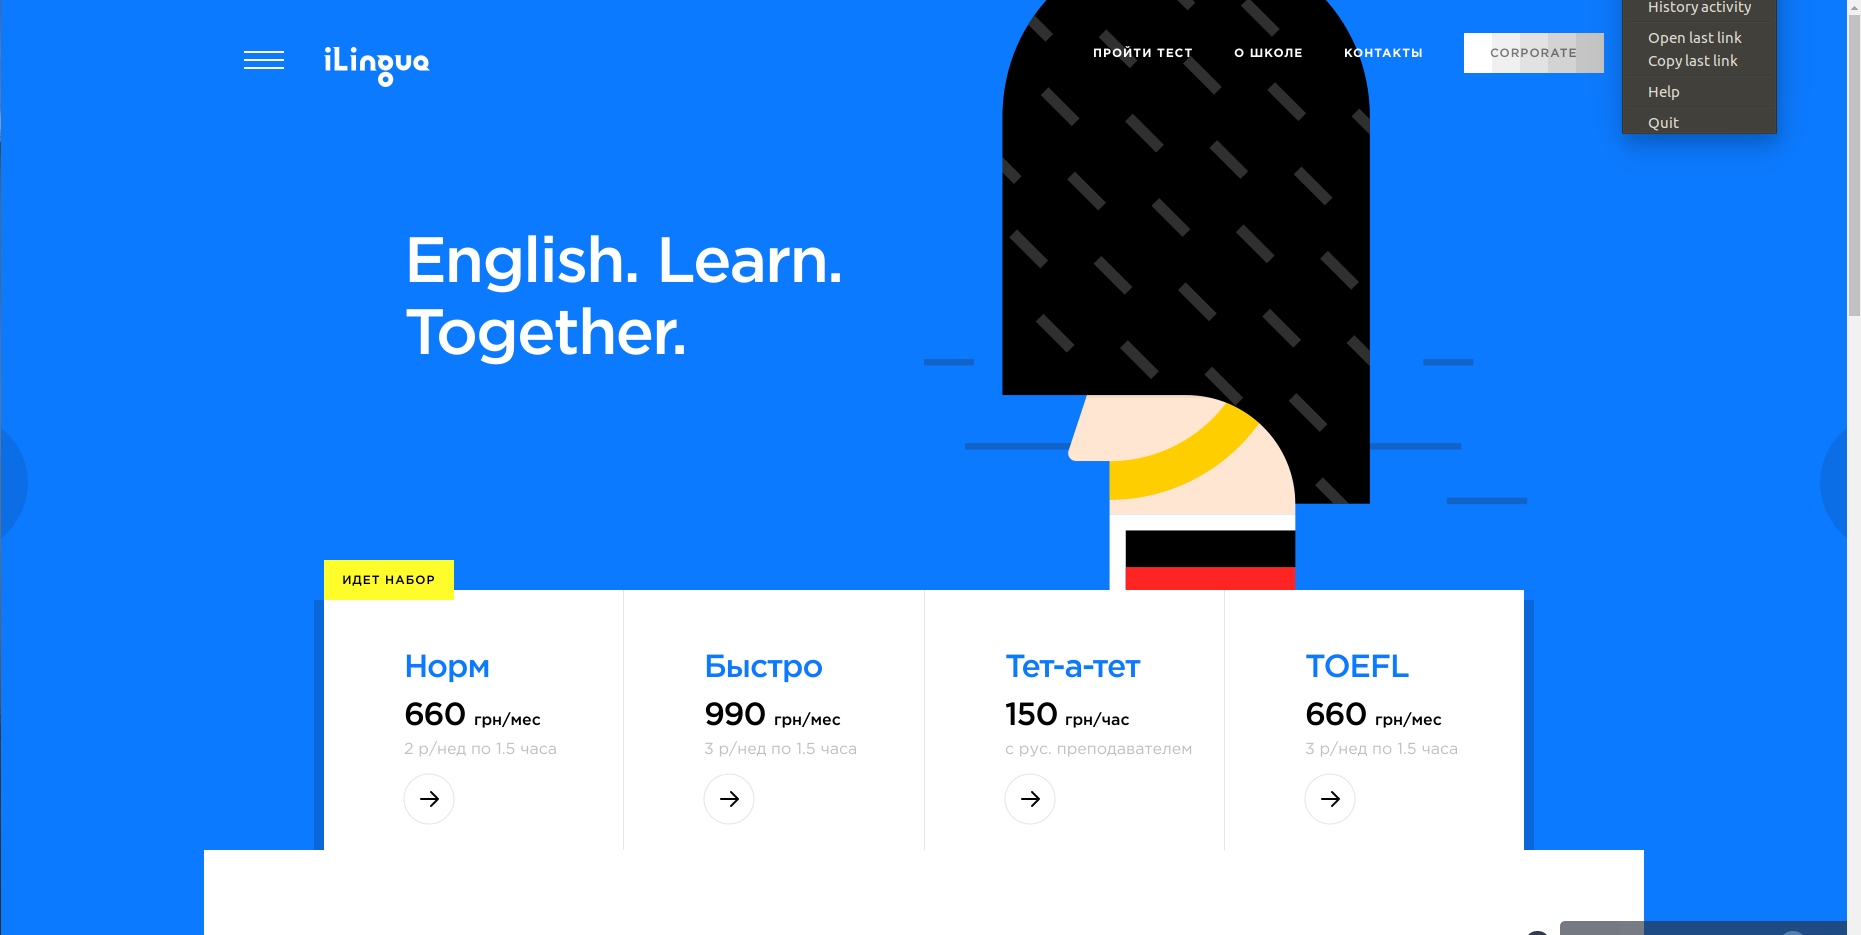 History activity
Open last link
Copy last link
Help
Quit
iLingua
ПРОЙТИ ТЕСТ
О ШКОЛЕ
КОНТАКТЫ
CORPORATE
English. Learn.
Together.
ИДЕТ НАБОР
Норм
660 грн/мес
2 р/нед по 1.5 часа
Быстро
990 грн/мес
3 р/нед по 1.5 часа
Тет-а-тет
150 грн/час
с рус. преподавателем
TOEFL
660 грн/мес
3 р/нед по 1.5 часа